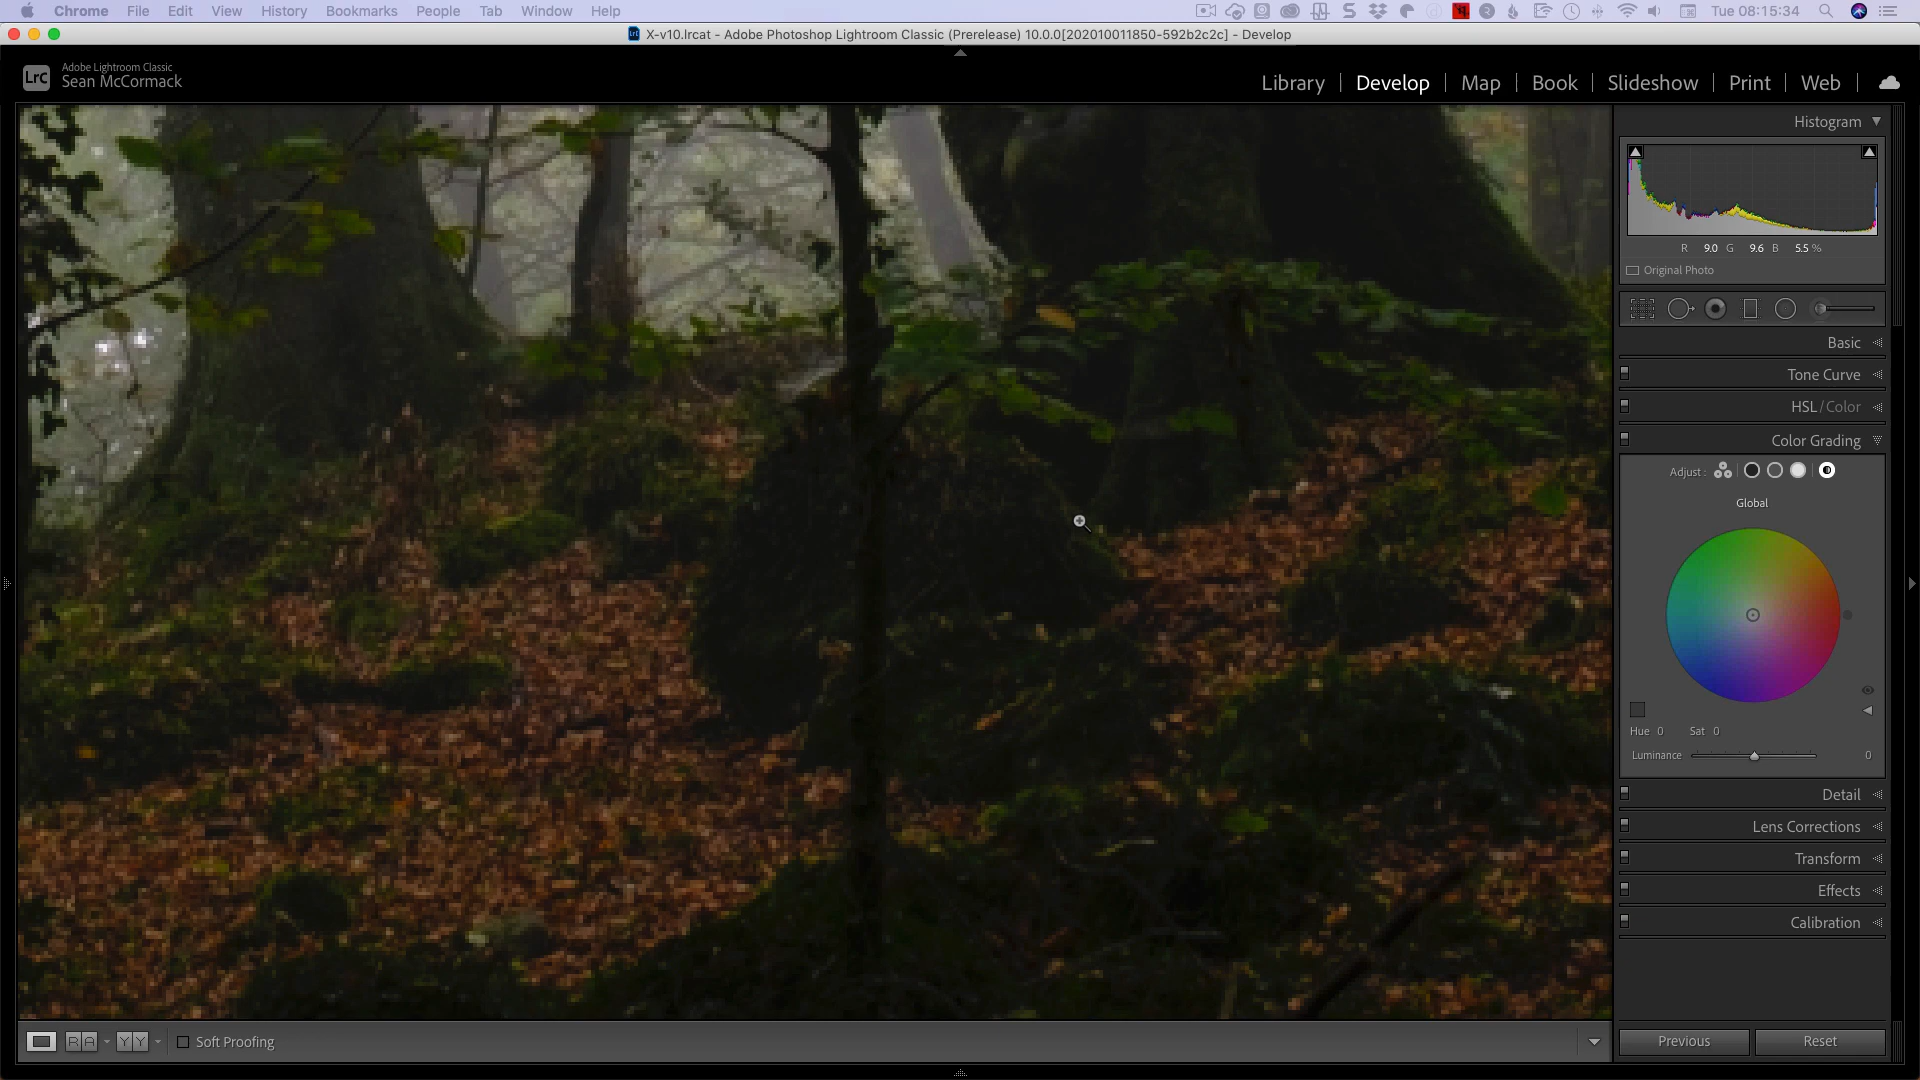 Chrome File Edit View History Bookmarks People Tab Window Help Tue 08:15:34
X-v10.lrcat - Adobe Photoshop Lightroom Classic (Prerelease) 10.0.0[202010011850-592b2c2c] - Develop
LrC
Adobe Lightroom Classic
Sean McCormack
Library | Develop | Map | Book | Slideshow | Print | Web |
Histogram
R 9.0 G 9.6 B 5.5 %
Original Photo
Basic
Tone Curve
HSL / Color
Color Grading
Adjust :
Global
Hue 0 Sat 0
Luminance 0
Detail
Lens Corrections
Transform
Effects
Calibration
R A Y Y Soft Proofing
Previous Reset